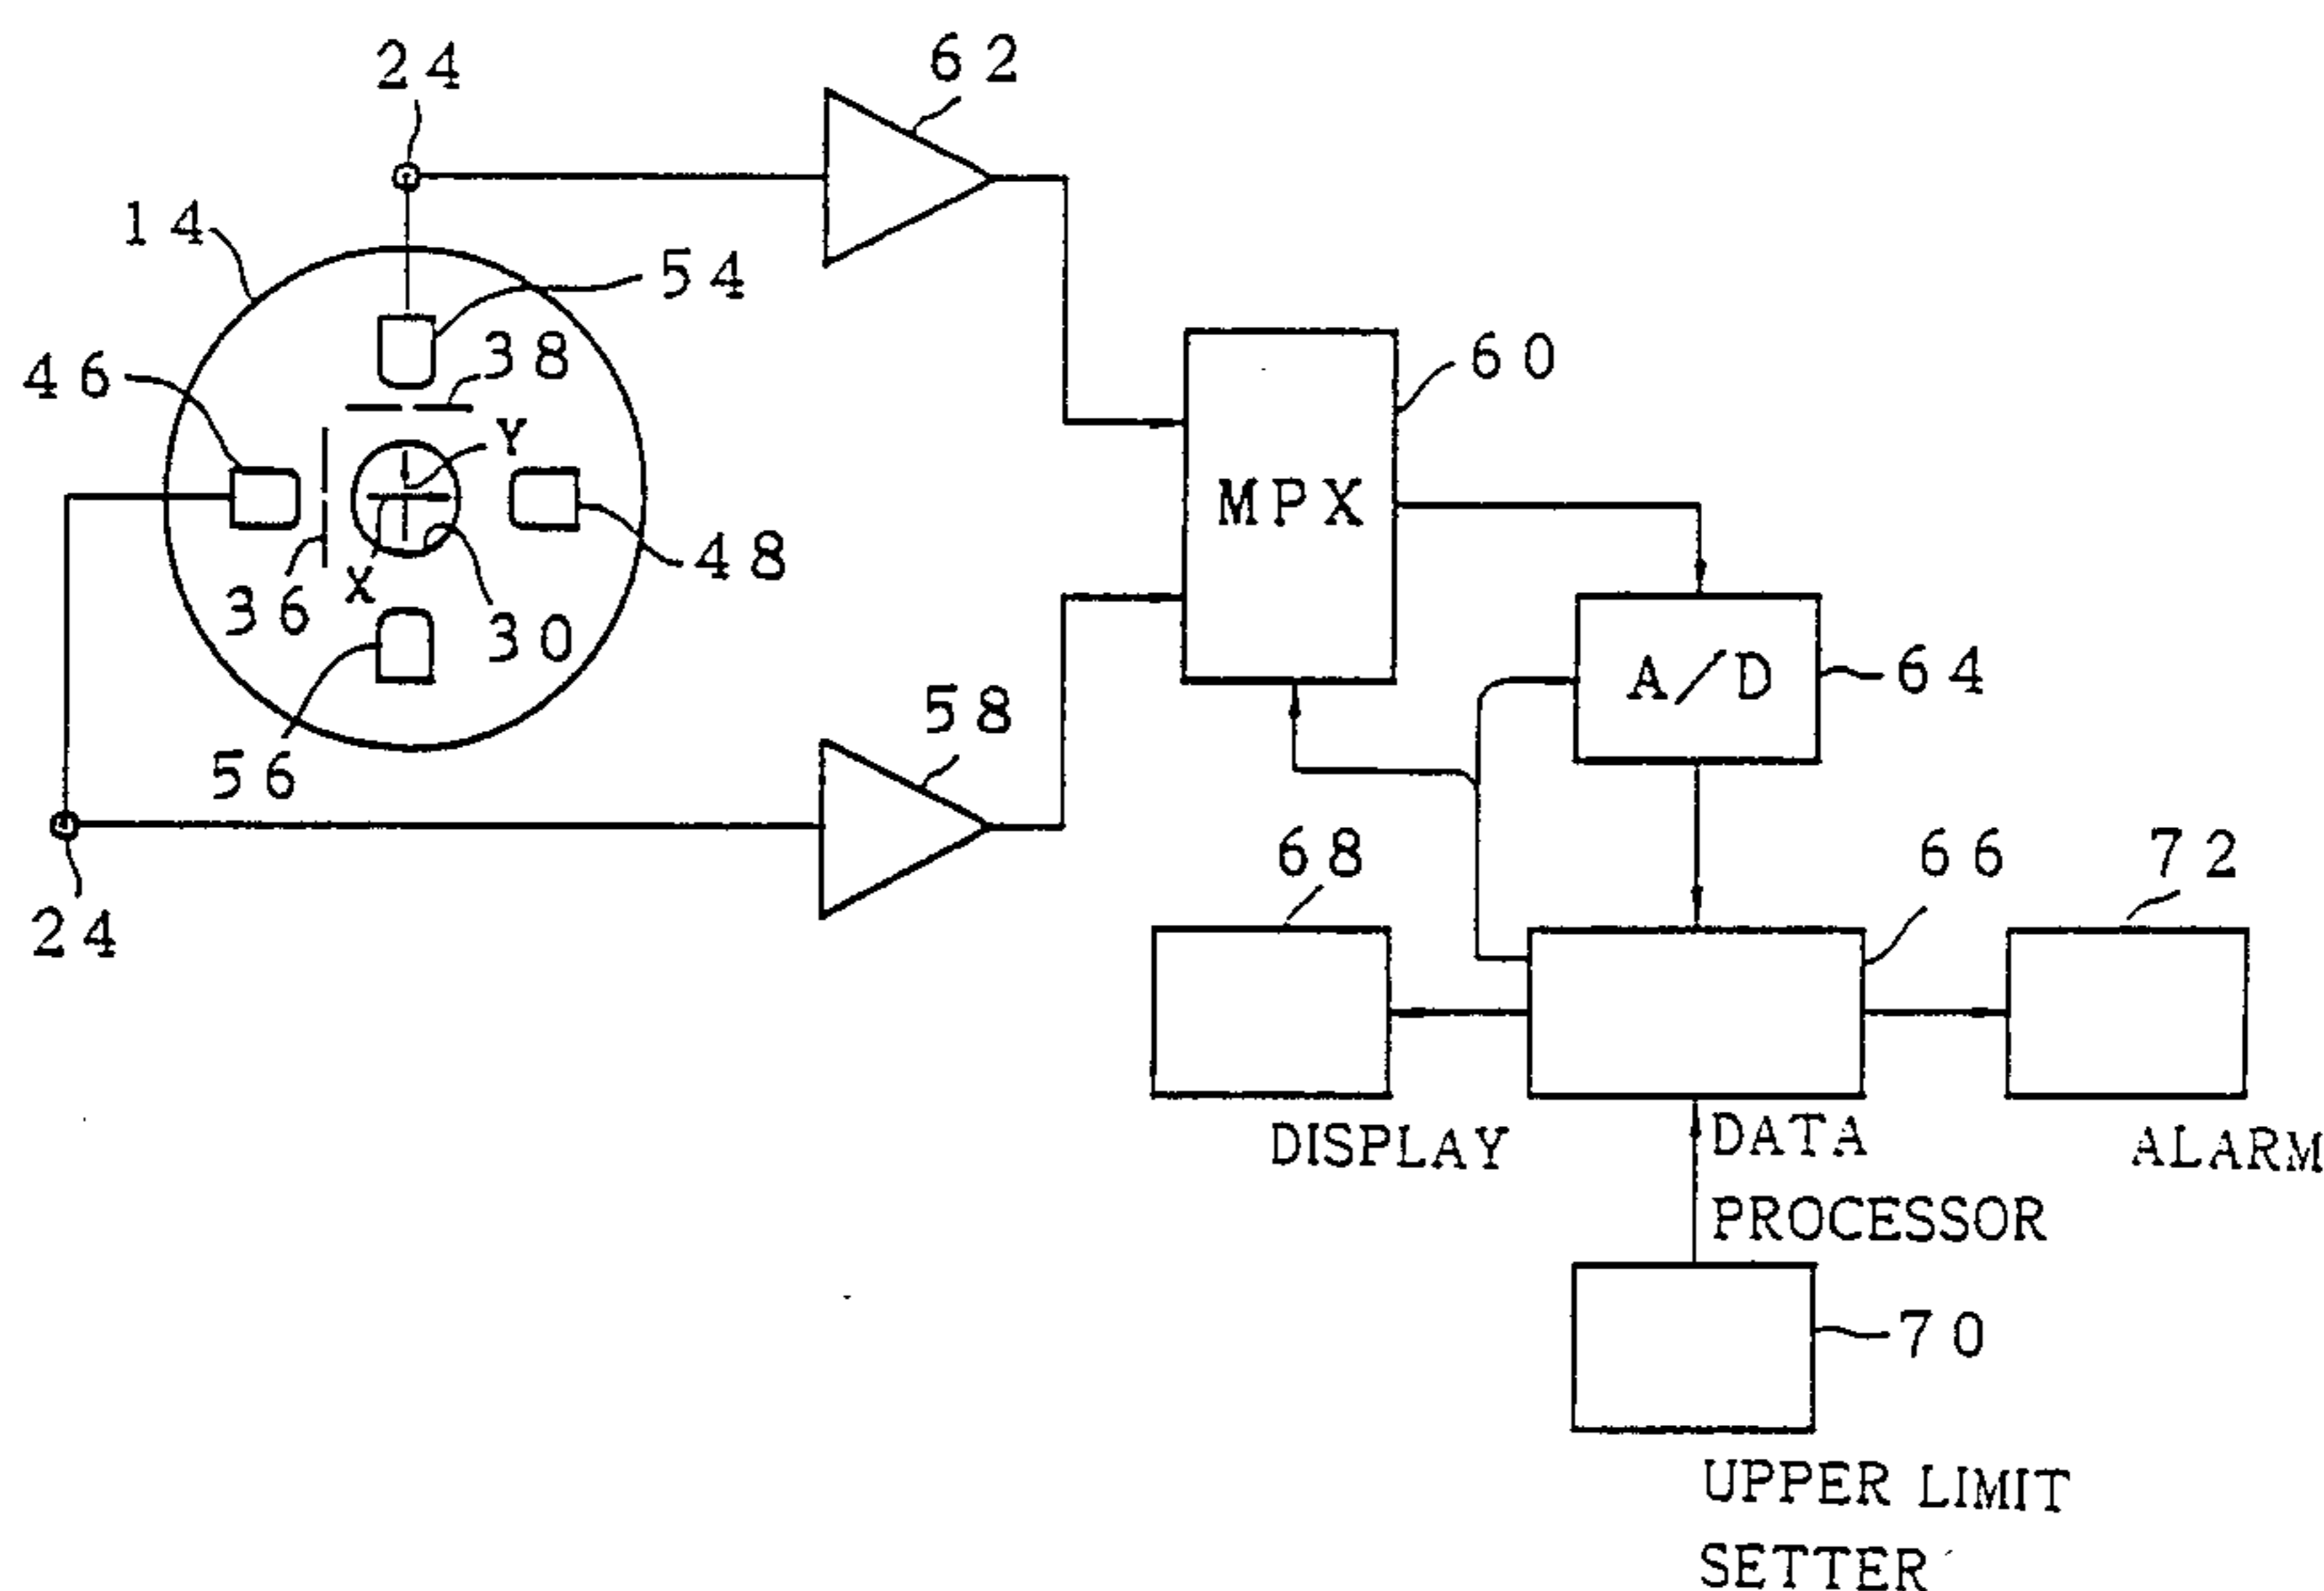 24
62
14
54
38
60
46
Y
MPX
48
36
X
30
A/D
64
56
58
68
66
72
24
DISPLAY
DATA
PROCESSOR
ALARM
70
UPPER LIMIT
SETTER